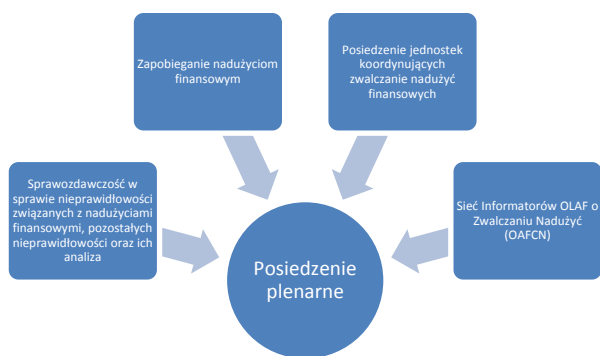 Zapobieganie nadużyciom
finansowym
Posiedzenie jednostek
koordynujących
zwalczanie nadużyć
finansowych
Sprawozdawczość w
sprawie nieprawidłowości
związanych z nadużyciami
finansowymi, pozostałych
nieprawidłowości oraz ich
analiza
Sieć Informatorów OLAF o
Zwalczaniu Nadużyć
(OAFCN)
Posiedzenie
plenarne